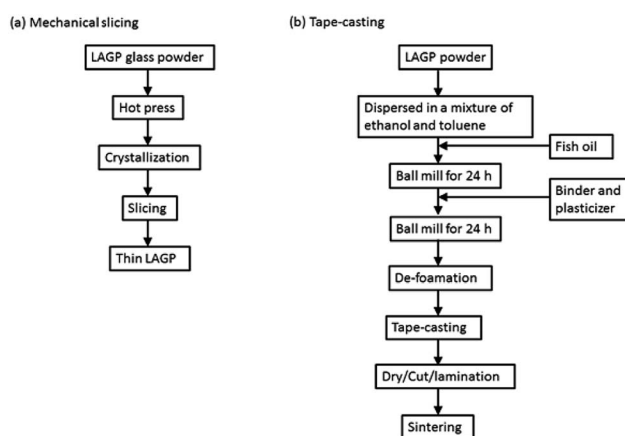 (a) Mechanical slicing
LAGP glass powder
Hot press
Crystallization
Slicing
Thin LAGP
(b) Tape-casting
LAGP powder
Dispersed in a mixture of
ethanol and toluene
Fish oil
Ball mill for 24 h
Binder and
plasticizer
Ball mill for 24 h
De-foamation
Tape-casting
Dry/Cut/lamination
Sintering